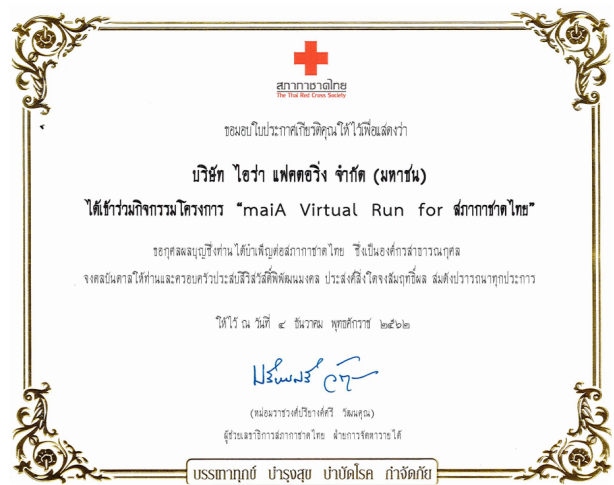 สภากาชาดไทย
The Thai Red Cross Society
ขอมอบใบประกาศเกียรติคุณให้ไว้เพื่อแสดงว่า
บริษัท ไอร่า แฟคตอริ่ง จำกัด (มหาชน)
ได้เข้าร่วมกิจกรรมโครงการ “maiA Virtual Run for สภากาชาดไทย”
ขอกุศลผลบุญซึ่งท่านได้บำเพ็ญต่อสภากาชาดไทย ซึ่งเป็นองค์กรสาธารณกุศล
จงดลบันดาลให้ท่านและครอบครัวประสบสิริสวัสดิ์พิพัฒนมงคล ประสงค์สิ่งใดจงสัมฤทธิ์ผล สมดังปรารถนาทุกประการ
ให้ไว้ ณ วันที่ ๔ ธันวาคม พุทธศักราช ๒๕๖๒
(หม่อมราชวงศ์ปรียางศรี วัฒนคุณ)
ผู้ช่วยเลขาธิการสภากาชาดไทย ฝ่ายการจัดหารายได้
บรรเทาทุกข์ บำรุงสุข บำบัดโรค กำจัดภัย